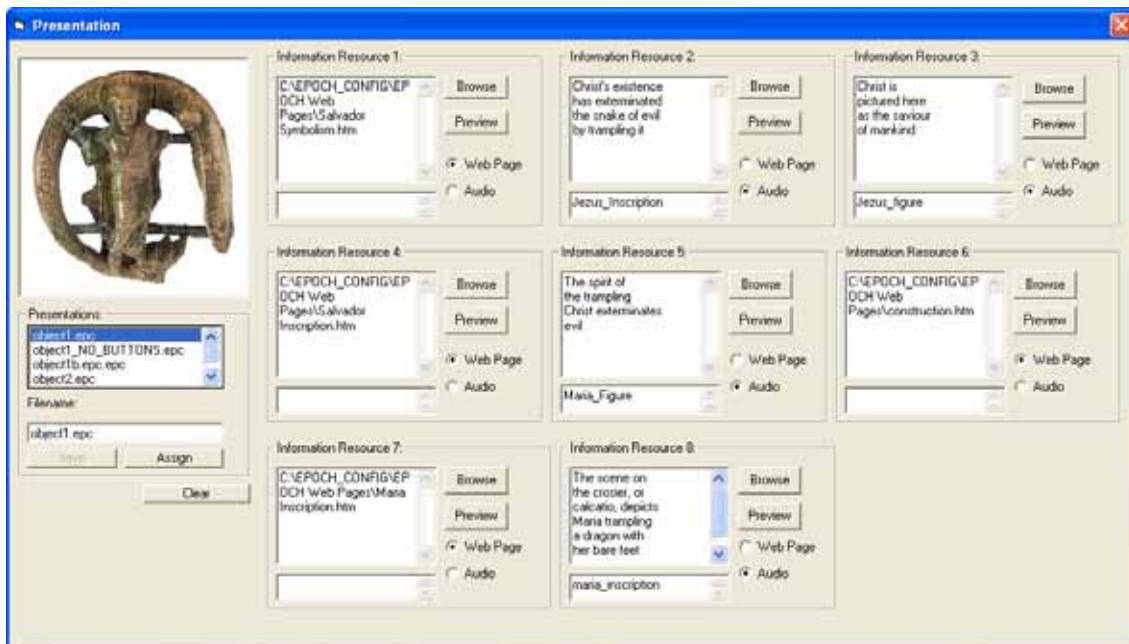 Presentation
Information Resource 1:
C:\EPOCH_CONFIG\EP
OCH Web
Pages\Salvador
Symbolism.htm
Browse
Preview
Web Page
Audio
Information Resource 2:
Christ's existence
has exterminated
the snake of evil
by trampling it
Browse
Preview
Web Page
Audio
Jezus_Inscription
Information Resource 3:
Christ is
pictured here
as the saviour
of mankind
Browse
Preview
Web Page
Audio
Jezus_figure
Information Resource 4:
C:\EPOCH_CONFIG\EP
OCH Web
Pages\Salvador
Inscription.htm
Browse
Preview
Web Page
Audio
Information Resource 5:
The spirit of
the trampling
Christ exterminates
evil
Browse
Preview
Web Page
Audio
Maria_Figure
Information Resource 6:
C:\EPOCH_CONFIG\EP
OCH Web
Pages\construction.htm
Browse
Preview
Web Page
Audio
Presentations:
object1.epc
object1_NO_BUTTONS.epc
object1b.epc.epc
object2.epc
Filename:
object1.epc
Save
Assign
Clear
Information Resource 7:
C:\EPOCH_CONFIG\EP
OCH Web Pages\Maria
Inscription.htm
Browse
Preview
Web Page
Audio
Information Resource 8:
The scene on
the crosier, or
calcatio, depicts
Maria trampling
a dragon with
her bare feet
Browse
Preview
Web Page
Audio
maria_inscription